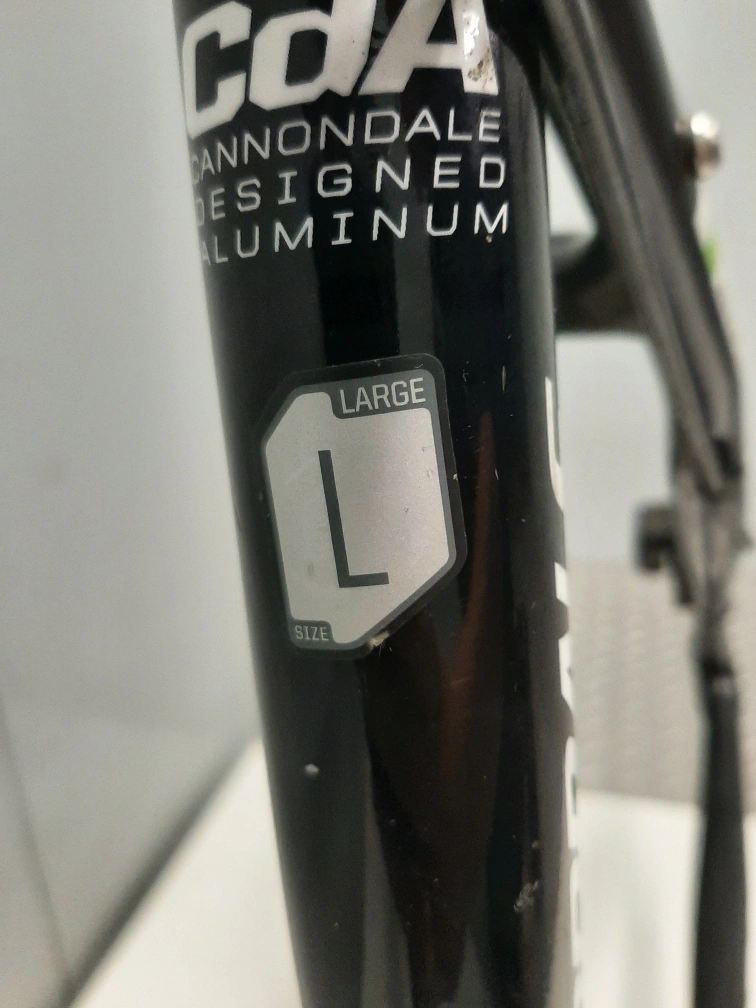 CdA
CANNONDALE
DESIGNED
ALUMINUM
LARGE
L
SIZE